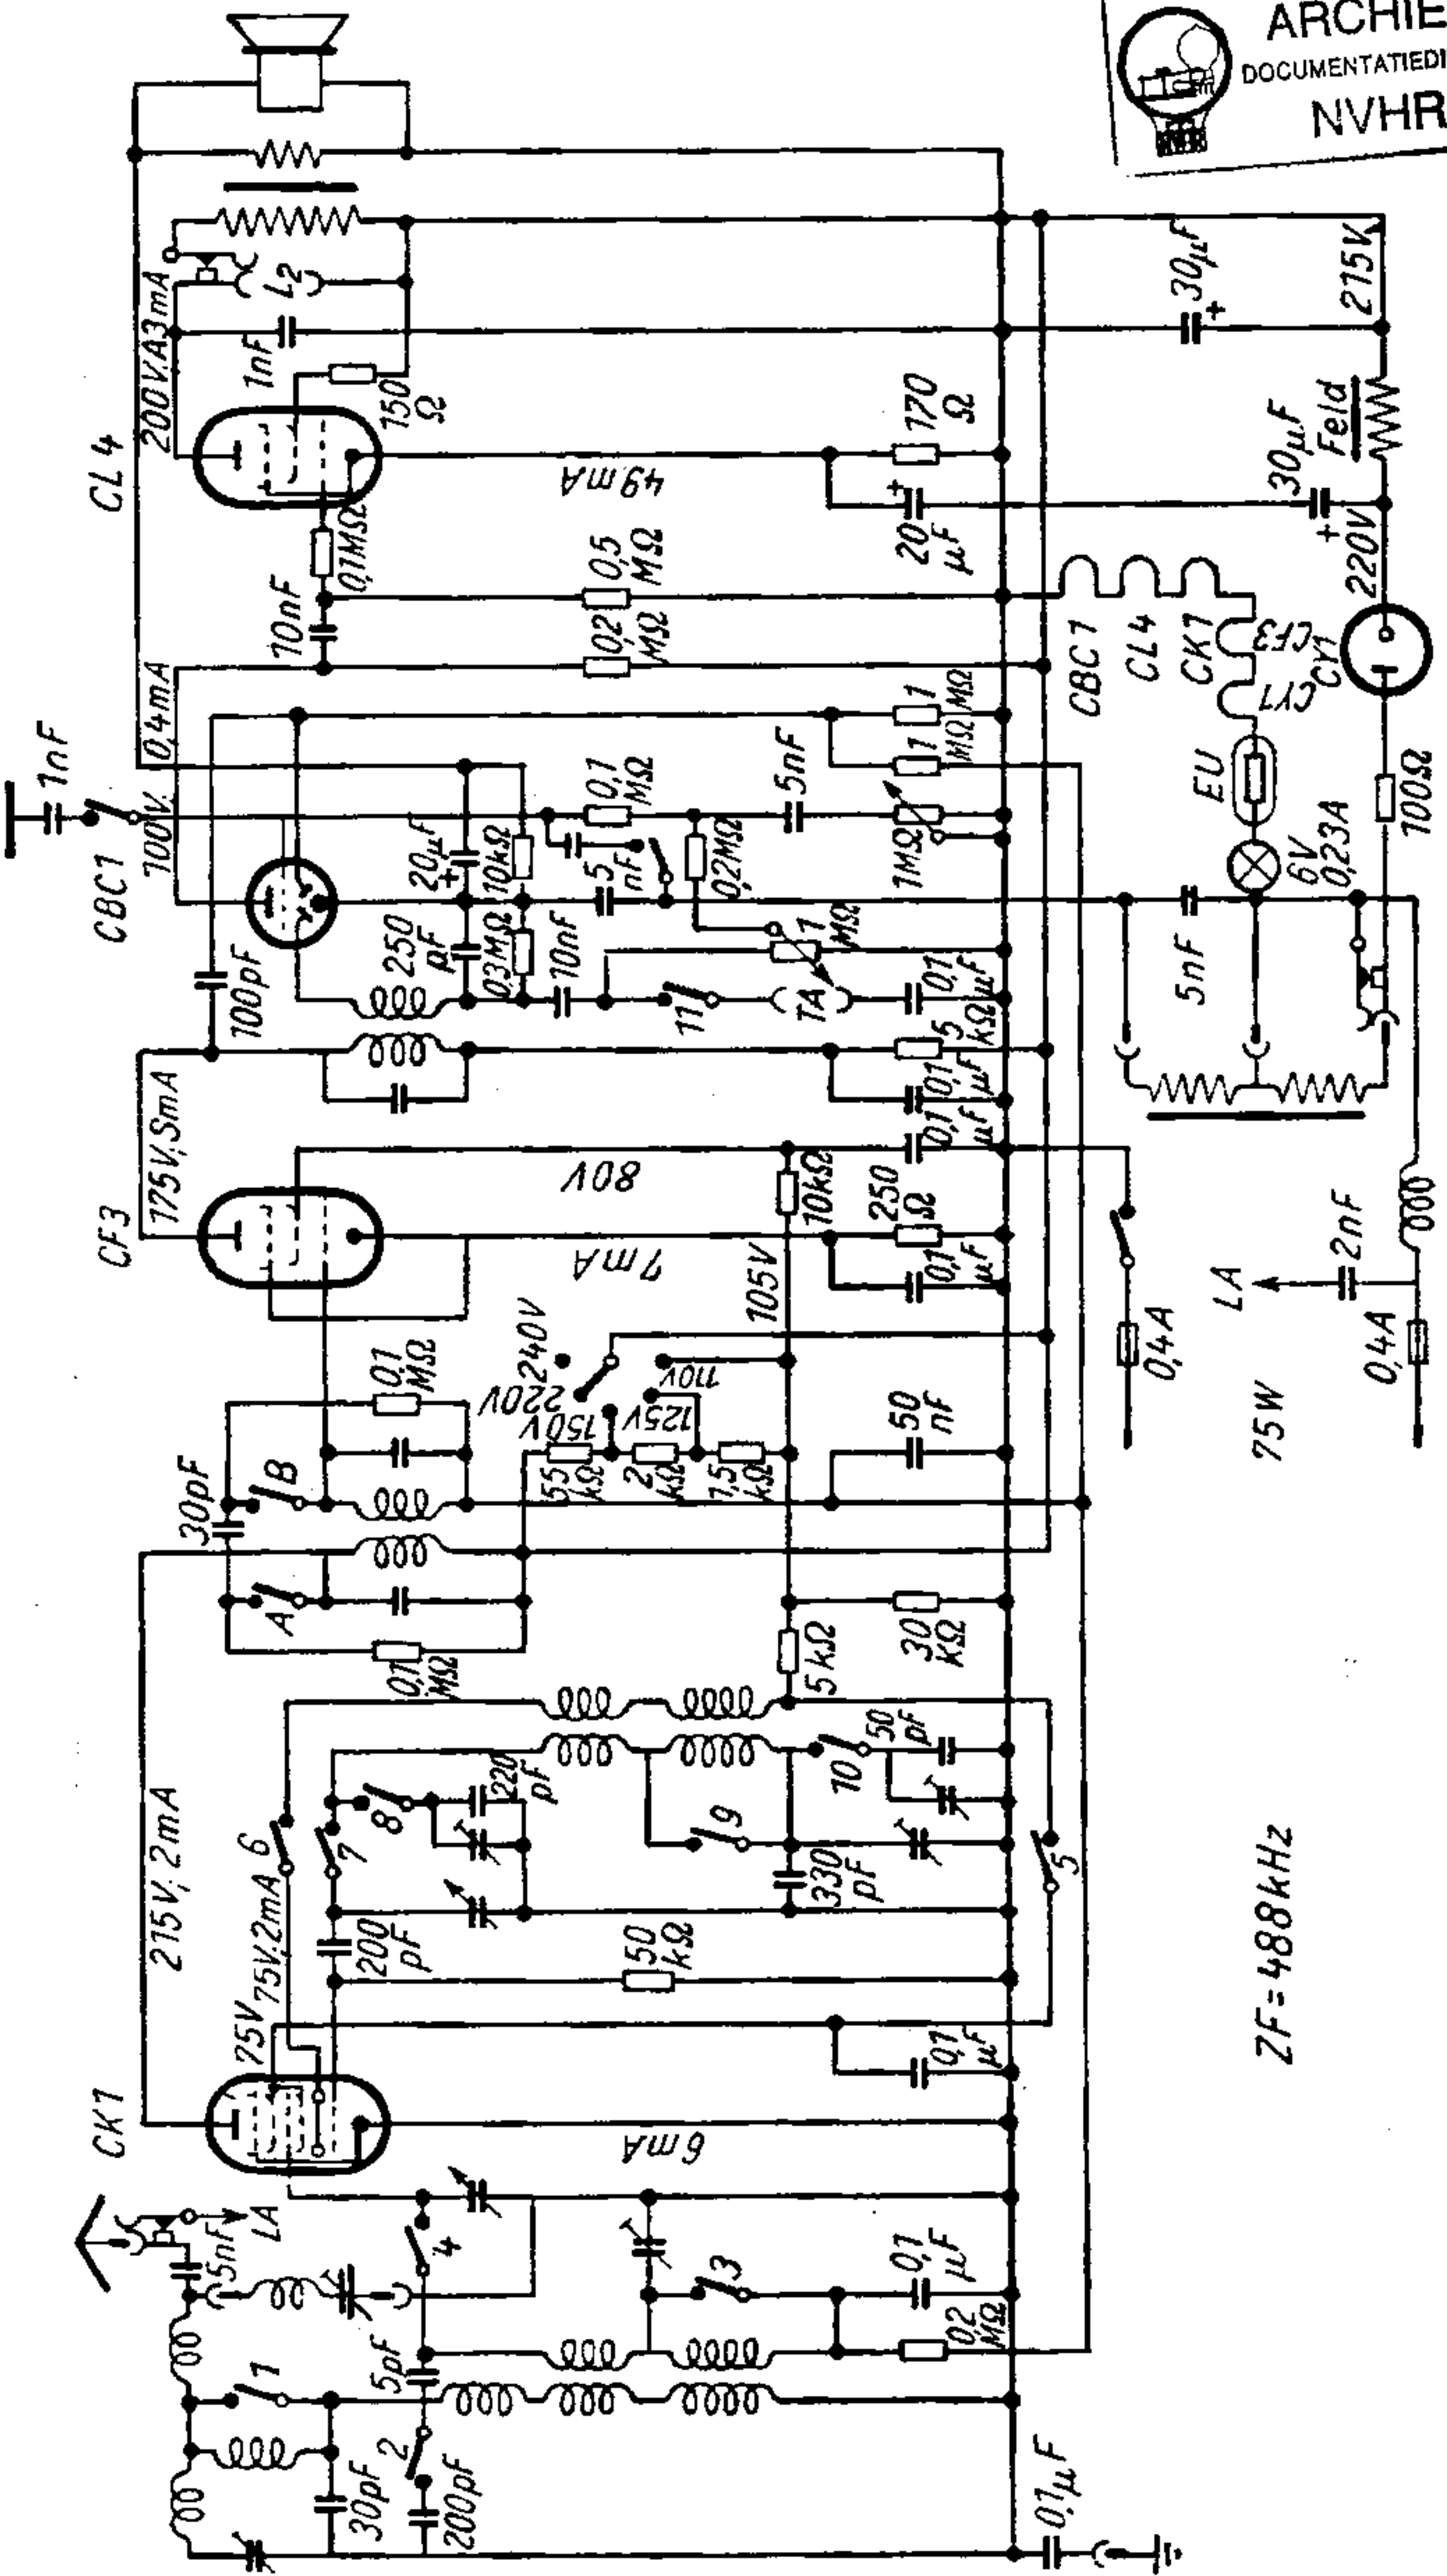 ARCHIE
DOCUMENTATIEDI
NVHR
CK1
CF3
CBC1
CL 4
1nF
215V, 2mA
175V, 5mA
100V. 0,4mA
200V.
43mA
75V
75V, 2mA
5nF
LA
1
30pF
2
200pF
5pF
4
3
0,2 MΩ
0,1 µF
0,1µF
6mA
6
7
8
9
10
5
200 pF
220 pF
330 pF
50 pF
50 kΩ
0,1 µF
5 kΩ
30 kΩ
0,1 MΩ
A
30pF
B
0,1 MΩ
55 kΩ
2 kΩ
1,5 kΩ
150V
220V
240V
125V
110V
105V
50 nF
7mA
80V
0,1 µF
250 Ω
10kΩ
0,1 µF
0,1 µF
5 kΩ
100pF
250 pF
0,3MΩ
10nF
11
TA
0,1 µF
1 MΩ
20µF
+
10kΩ
5 nF
0,2MΩ
0,1 MΩ
5nF
1MΩ
1 MΩ
1 MΩ
10nF
0,1MΩ
0,2 MΩ
0,5 MΩ
150 Ω
1nF
L2
49mA
20 µF
+
170 Ω
30µF
+
30µF
+
Feld
215V
220V
CBC1
CL4
CK1
CF3
CY1
CY1
EU
6V
0,23A
100Ω
5nF
0,4A
LA
2nF
0,4A
75W
ZF=488kHz